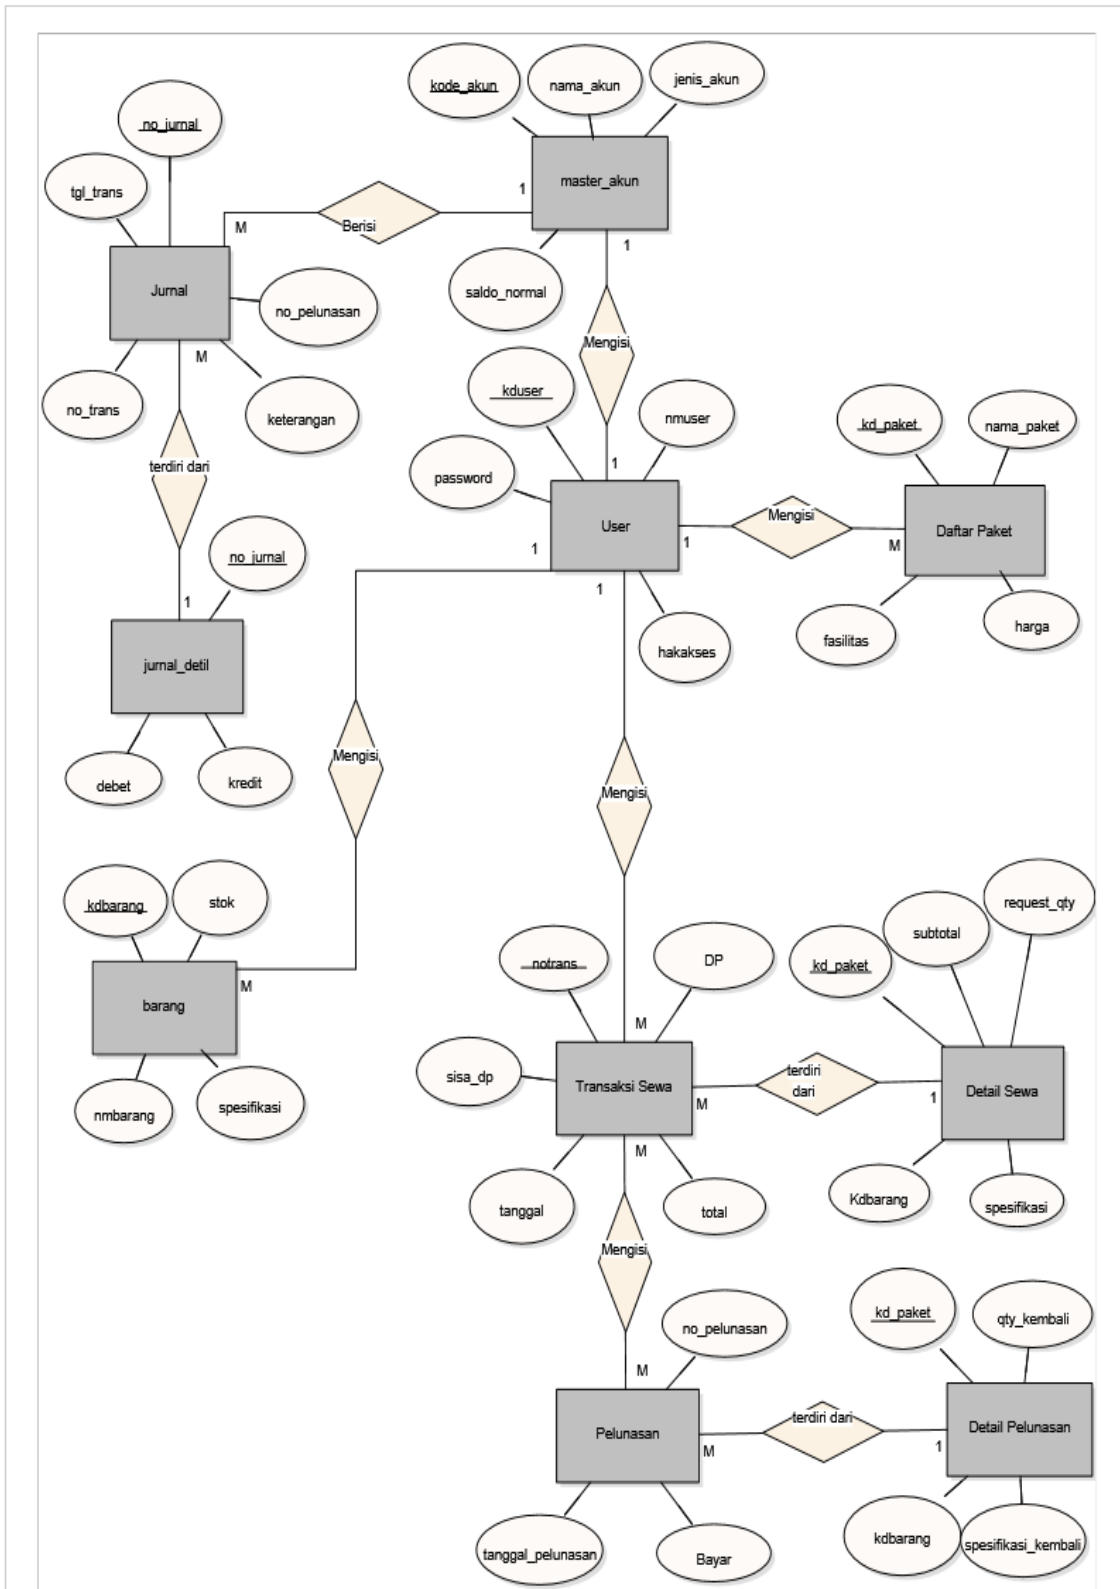 kode_akun
nama_akun
jenis_akun
no_jurnal
master_akun
tgl_trans
1
Berisi
M
1
Jurnal
saldo_normal
no_pelunasan
Mengisi
M
kduser
no_trans
keterangan
nmuser
kd_paket
nama_paket
terdiri dari
password
1
User
Mengisi
Daftar Paket
1
1
M
no_jurnal
1
1
harga
fasilitas
hakakses
jurnal_detil
Mengisi
debet
kredit
Mengisi
kdbarang
stok
request_qty
subtotal
notrans
DP
kd_paket
M
barang
M
sisa_dp
Transaksi Sewa
terdiri
dari
Detail Sewa
M
1
nmbarang
spesifikasi
M
tanggal
total
Kdbarang
spesifikasi
Mengisi
kd_paket
qty_kembali
no_pelunasan
M
Pelunasan
terdiri dari
Detail Pelunasan
M
1
tanggal_pelunasan
Bayar
kdbarang
spesifikasi_kembali